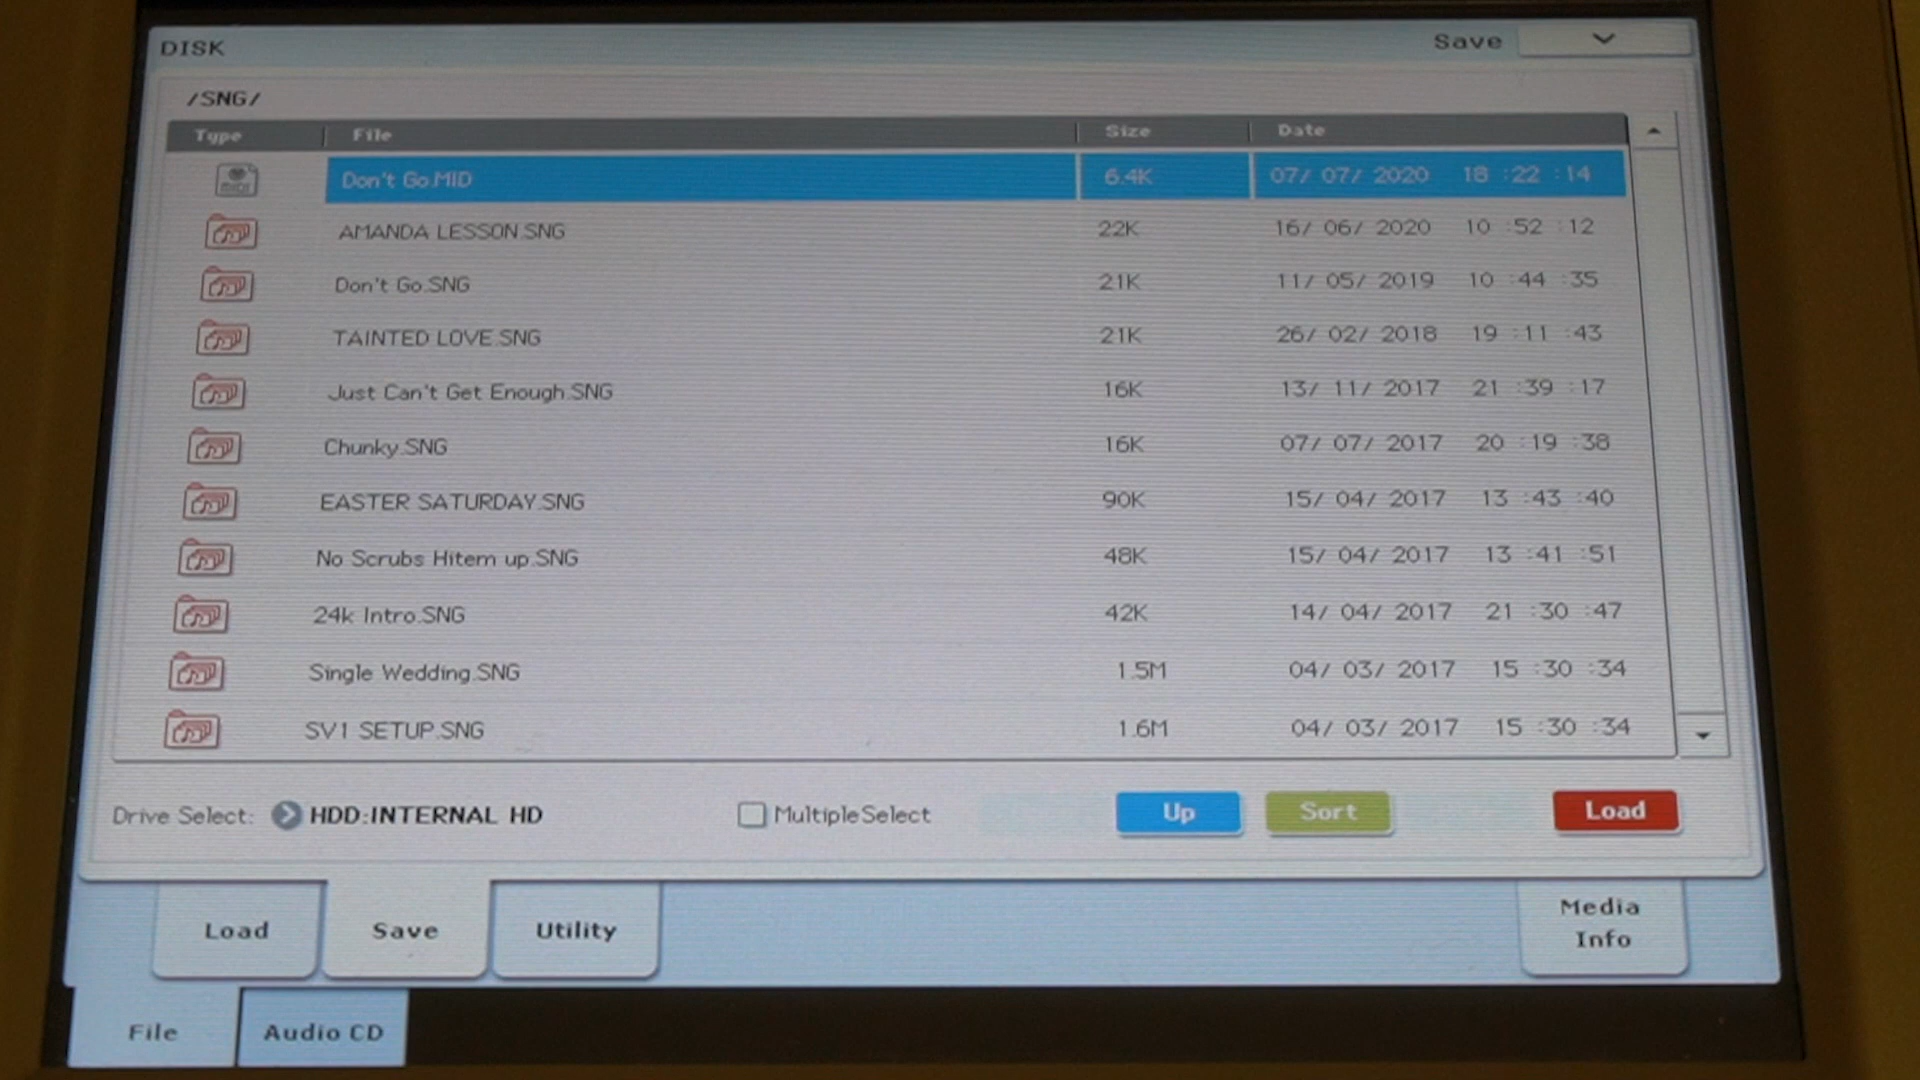 DISK Save
/SNG/
Type File Size Date
Don't Go.MID 6.4K 07/ 07/ 2020 18 :22 :14
AMANDA LESSON.SNG 22K 16/ 06/ 2020 10 :52 :12
Don't Go.SNG 21K 11/ 05/ 2019 10 :44 :35
TAINTED LOVE.SNG 21K 26/ 02/ 2018 19 :11 :43
Just Can't Get Enough.SNG 16K 13/ 11/ 2017 21 :39 :17
Chunky.SNG 16K 07/ 07/ 2017 20 :19 :38
EASTER SATURDAY.SNG 90K 15/ 04/ 2017 13 :43 :40
No Scrubs Hitem up.SNG 48K 15/ 04/ 2017 13 :41 :51
24k Intro.SNG 42K 14/ 04/ 2017 21 :30 :47
Single Wedding.SNG 1.5M 04/ 03/ 2017 15 :30 :34
SV1 SETUP.SNG 1.6M 04/ 03/ 2017 15 :30 :34
Drive Select: HDD:INTERNAL HD Multiple Select Up Sort Load
Load Save Utility Media Info
File Audio CD